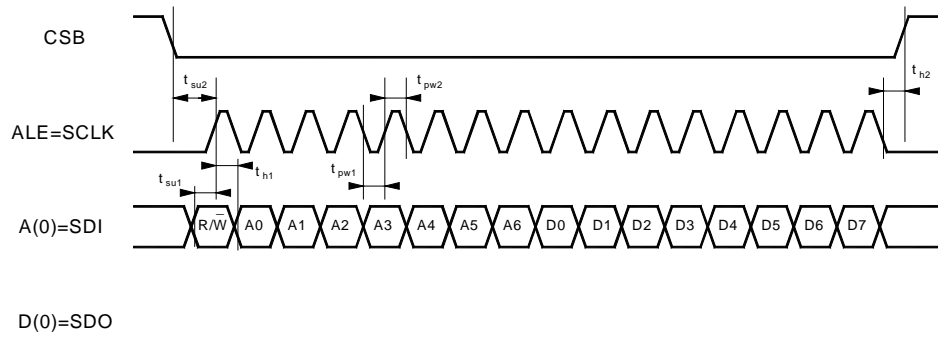 CSB
t su2
t pw2
t h2
ALE=SCLK
t su1
t h1
t pw1
A(0)=SDI
R/W̅ A0 A1 A2 A3 A4 A5 A6 D0 D1 D2 D3 D4 D5 D6 D7
D(0)=SDO